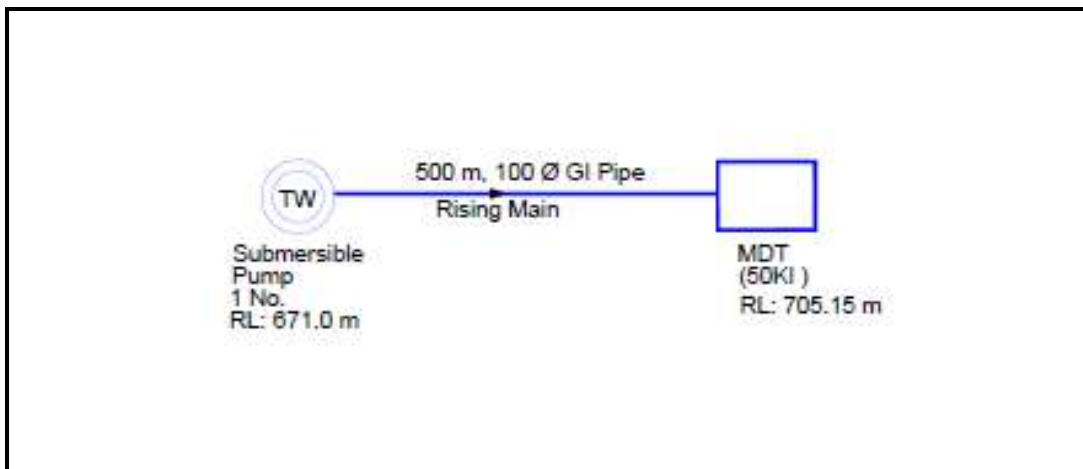 500 m, 100 Ø GI Pipe
TW
Rising Main
Submersible
Pump
1 No.
RL: 671.0 m
MDT
(50Kl )
RL: 705.15 m